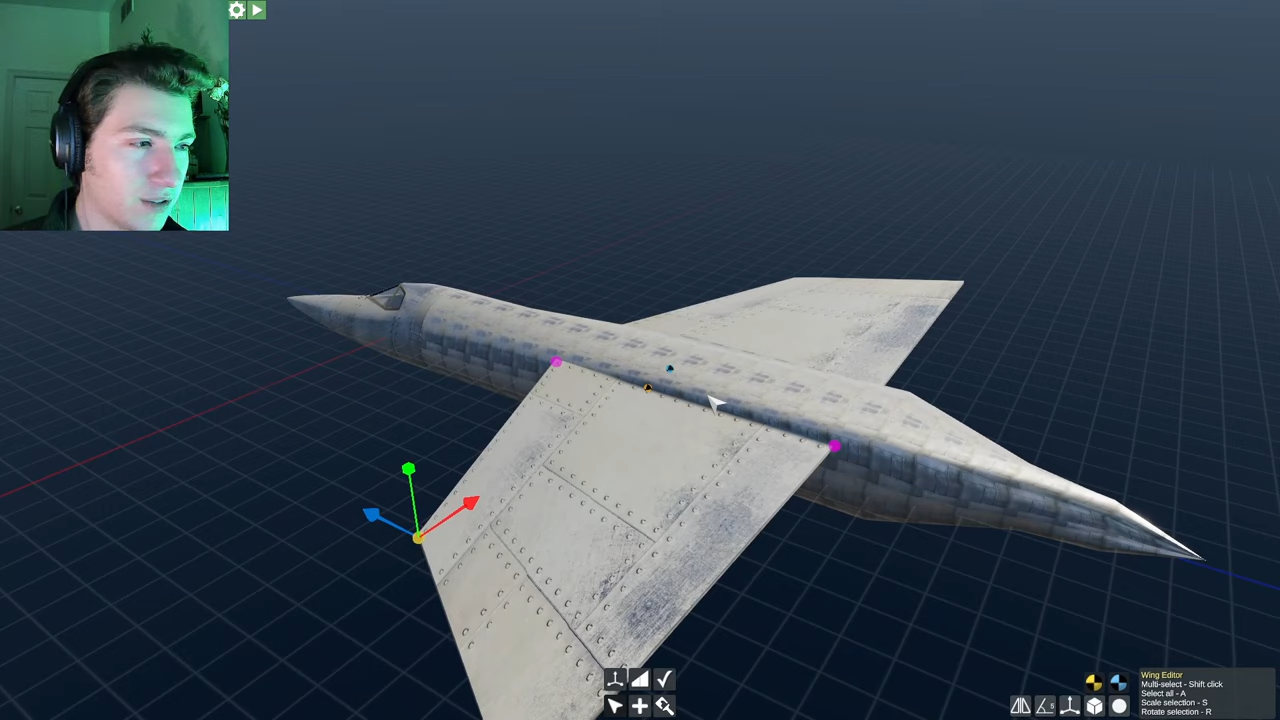 Wing Editor
Multi-select - Shift click
Select all - A
Scale selection - S
Rotate selection - R